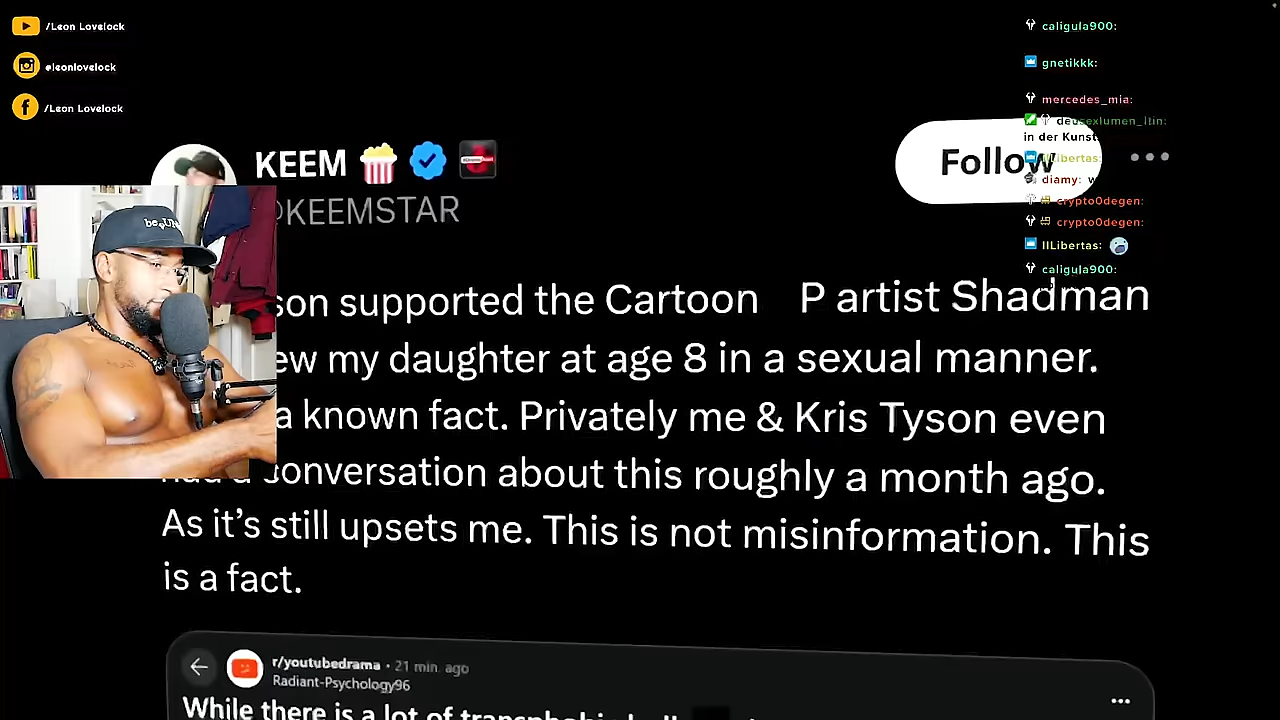 /Leon Lovelock
@leonlovelock
/Leon Lovelock
KEEM
KEEMSTAR
Follow
son supported the Cartoon P artist Shadman
ew my daughter at age 8 in a sexual manner.
a known fact. Privately me & Kris Tyson even
had a conversation about this roughly a month ago.
As it's still upsets me. This is not misinformation. This
is a fact.
r/youtubedrama • 21 min. ago
Radiant-Psychology96
While there is a lot of
caligula900:
gnetikkk:
mercedes_mia:
in der Kunst
IILibertas:
diamy: w
crypto0degen:
crypto0degen:
IILibertas:
caligula900: